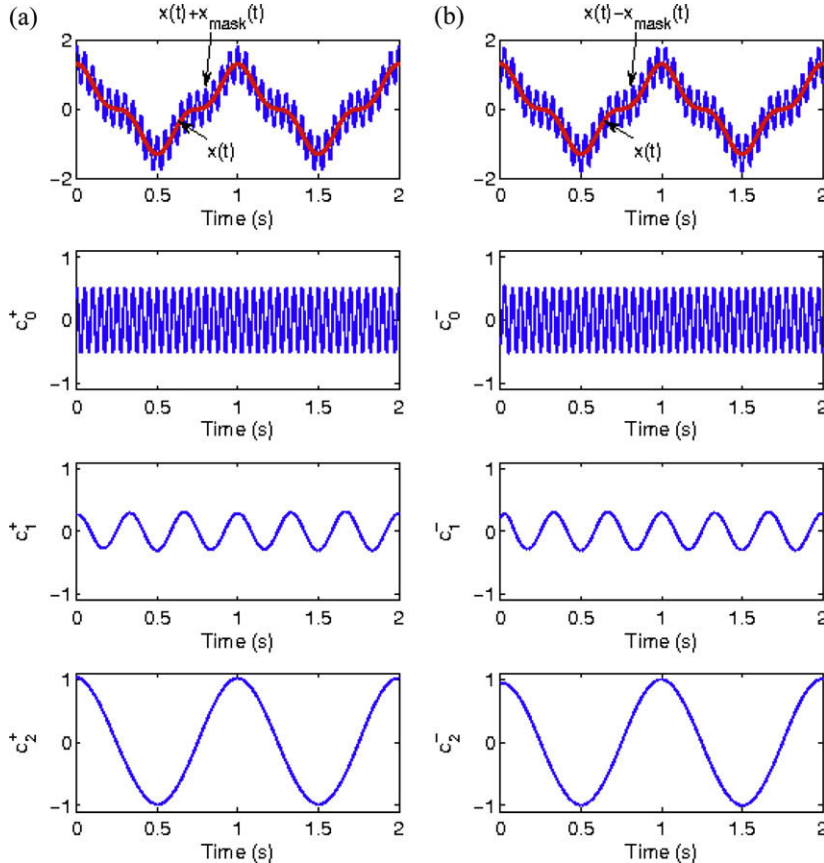 (a)
x(t)+x_mask(t)
2
0
−2
x(t)
0 0.5 1 1.5 2
Time (s)
(b)
x(t)−x_mask(t)
2
0
−2
x(t)
0 0.5 1 1.5 2
Time (s)
c₀⁺
1
0
−1
0 0.5 1 1.5 2
Time (s)
c₀⁻
1
0
−1
0 0.5 1 1.5 2
Time (s)
c₁⁺
1
0
−1
0 0.5 1 1.5 2
Time (s)
c₁⁻
1
0
−1
0 0.5 1 1.5 2
Time (s)
c₂⁺
1
0
−1
0 0.5 1 1.5 2
Time (s)
c₂⁻
1
0
−1
0 0.5 1 1.5 2
Time (s)